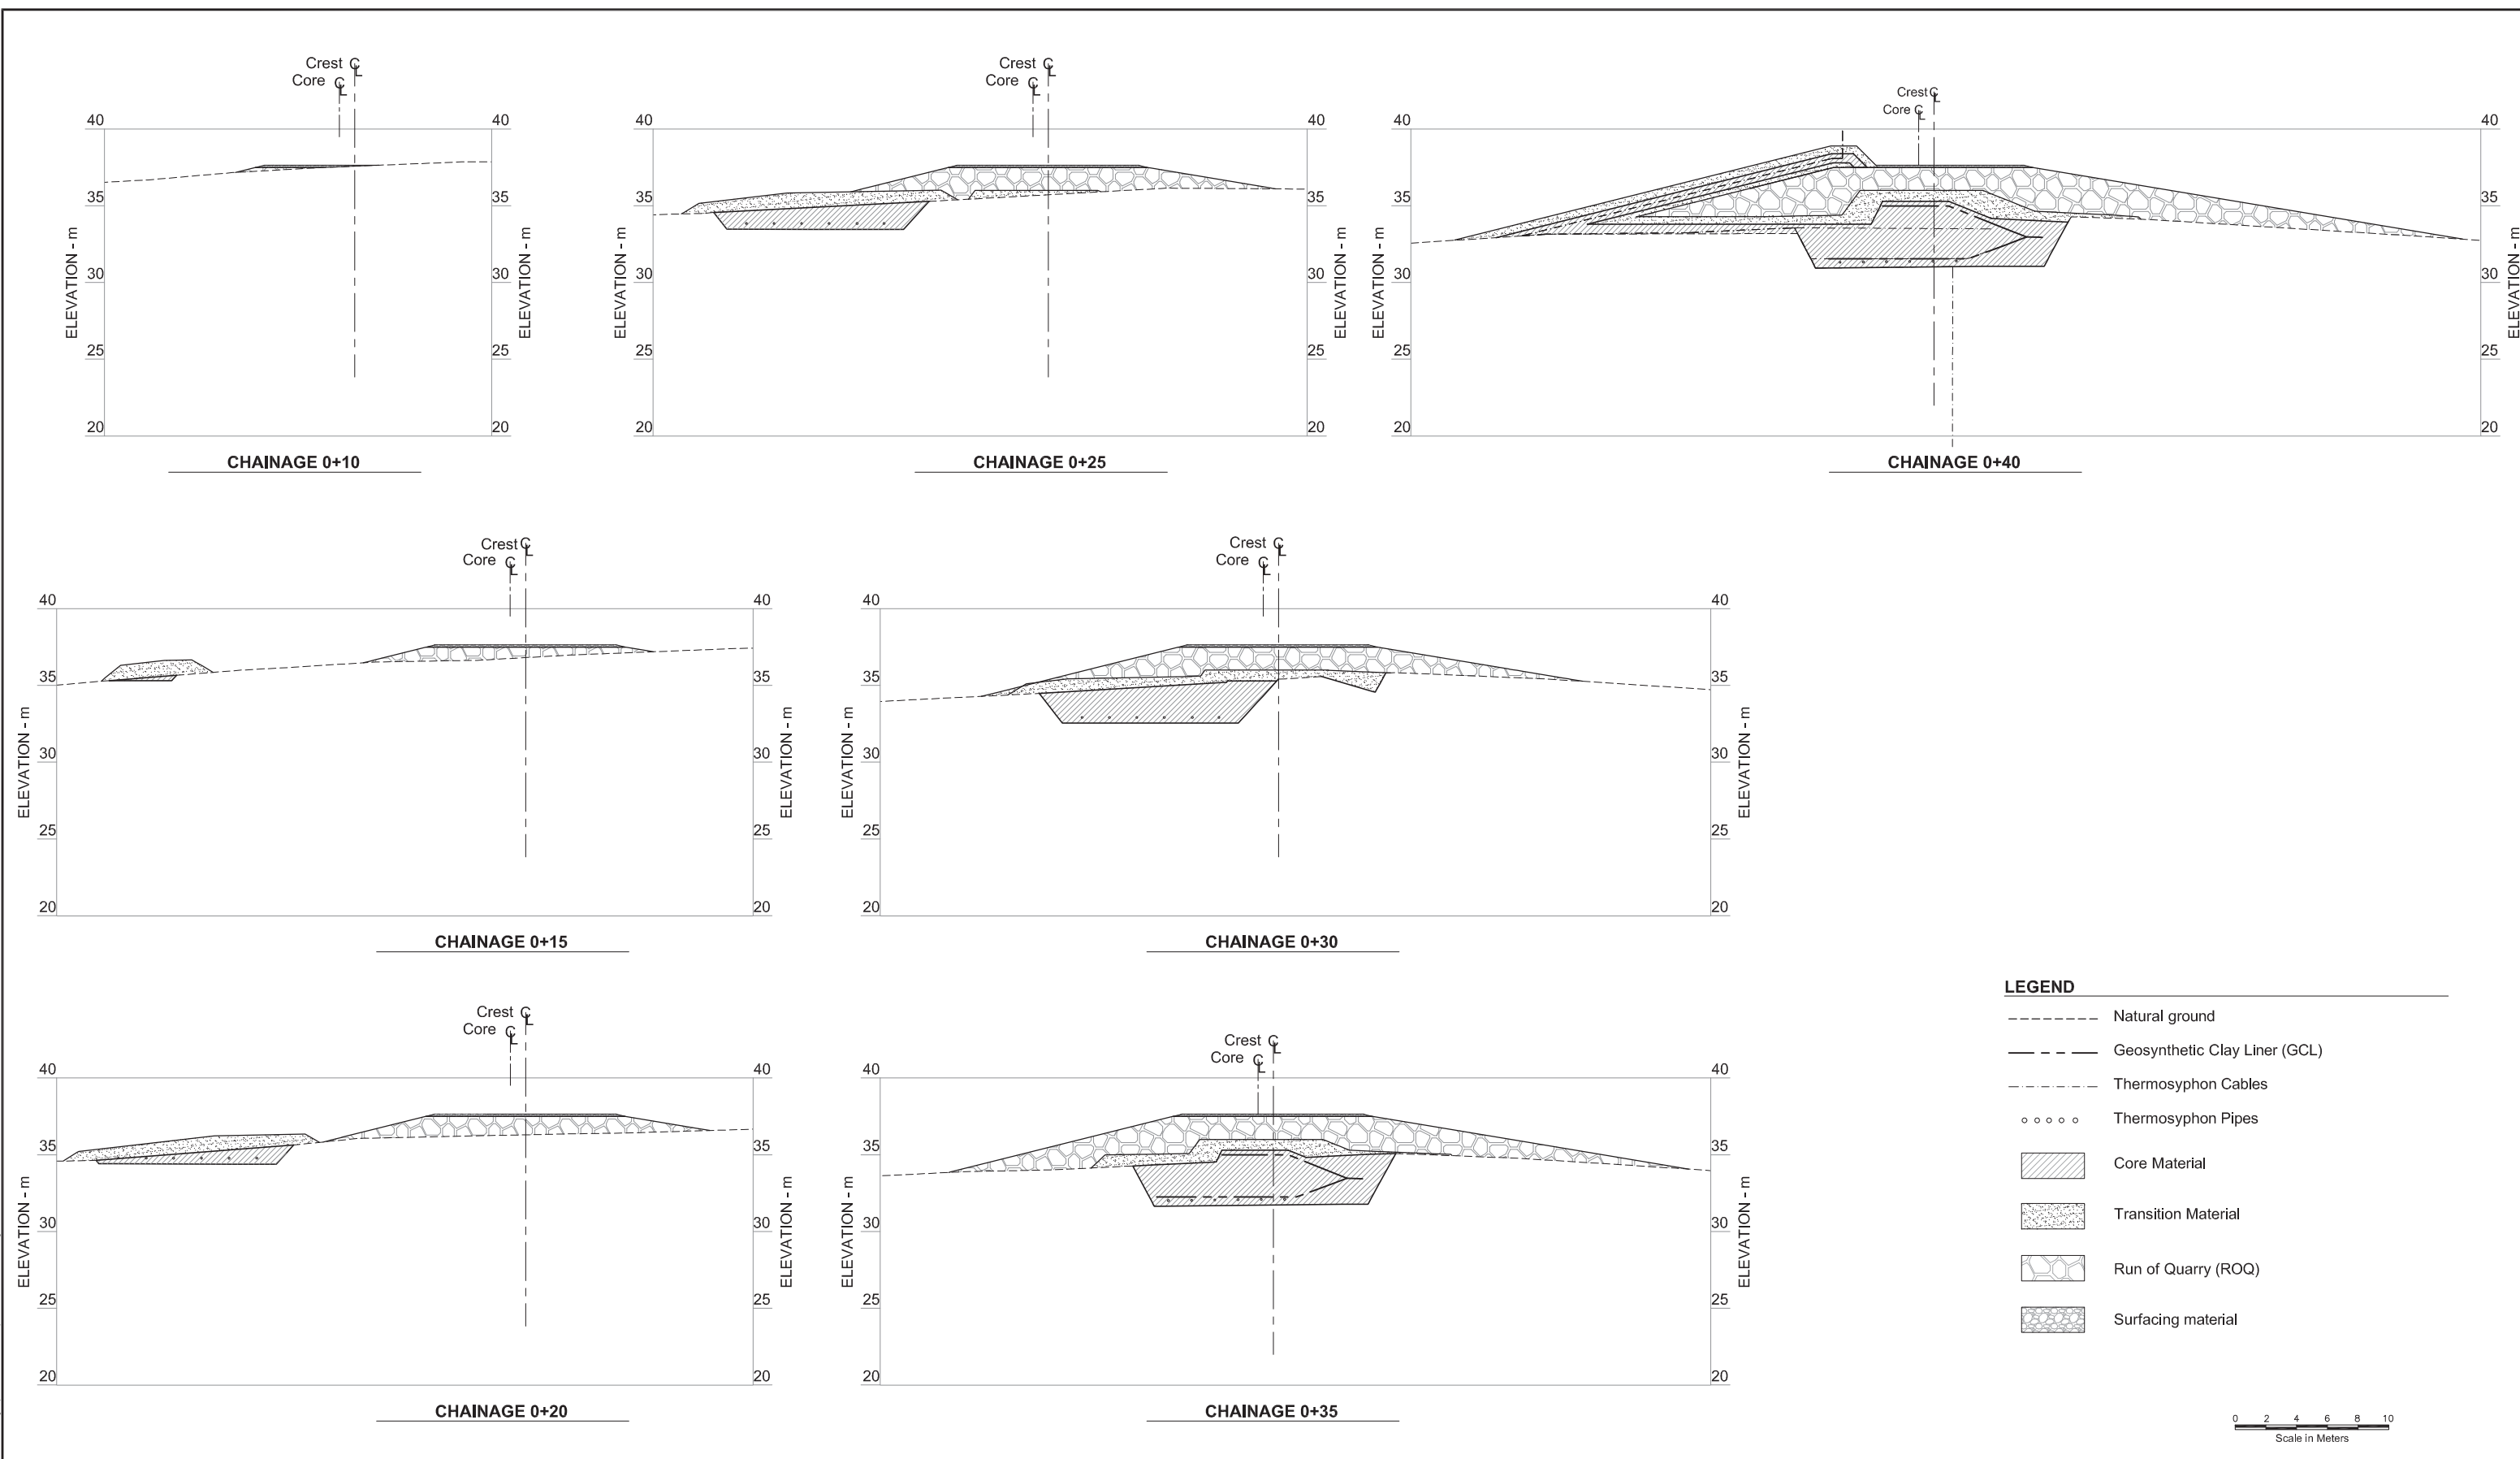 Crest ℄
Core ℄
40 40
35 35
30 30
25 25
20 20
ELEVATION - m
ELEVATION - m
CHAINAGE 0+10
Crest ℄
Core ℄
40 40
35 35
30 30
25 25
20 20
ELEVATION - m
ELEVATION - m
CHAINAGE 0+25
Crest ℄
Core ℄
40 40
35 35
30 30
25 25
20 20
ELEVATION - m
ELEVATION - m
CHAINAGE 0+40
Crest ℄
Core ℄
40 40
35 35
30 30
25 25
20 20
ELEVATION - m
ELEVATION - m
CHAINAGE 0+15
Crest ℄
Core ℄
40 40
35 35
30 30
25 25
20 20
ELEVATION - m
ELEVATION - m
CHAINAGE 0+30
Crest ℄
Core ℄
40 40
35 35
30 30
25 25
20 20
ELEVATION - m
ELEVATION - m
CHAINAGE 0+20
Crest ℄
Core ℄
40 40
35 35
30 30
25 25
20 20
ELEVATION - m
ELEVATION - m
CHAINAGE 0+35
LEGEND
Natural ground
Geosynthetic Clay Liner (GCL)
Thermosyphon Cables
Thermosyphon Pipes
Core Material
Transition Material
Run of Quarry (ROQ)
Surfacing material
0 2 4 6 8 10
Scale in Meters